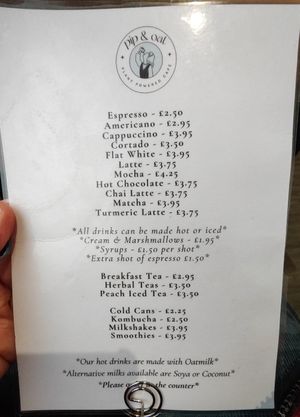 pip & oat
PLANT POWERED CAFE
Espresso - £2.50
Americano - £2.95
Cappuccino - £3.95
Cortado - £3.50
Flat White - £3.95
Latte - £3.75
Mocha - £4.25
Hot Chocolate - £3.75
Chai Latte - £3.75
Matcha - £3.95
Turmeric Latte - £3.75
*All drinks can be made hot or iced*
*Cream & Marshmallows - £1.95*
*Syrups - £1.50 per shot*
*Extra shot of espresso £1.50*
Breakfast Tea - £2.95
Herbal Teas - £3.50
Peach Iced Tea - £3.50
Cold Cans - £2.25
Kombucha - £2.50
Milkshakes - £3.95
Smoothies - £3.95
*Our hot drinks are made with Oatmilk*
*Alternative milks available are Soya or Coconut*
*Please the counter*